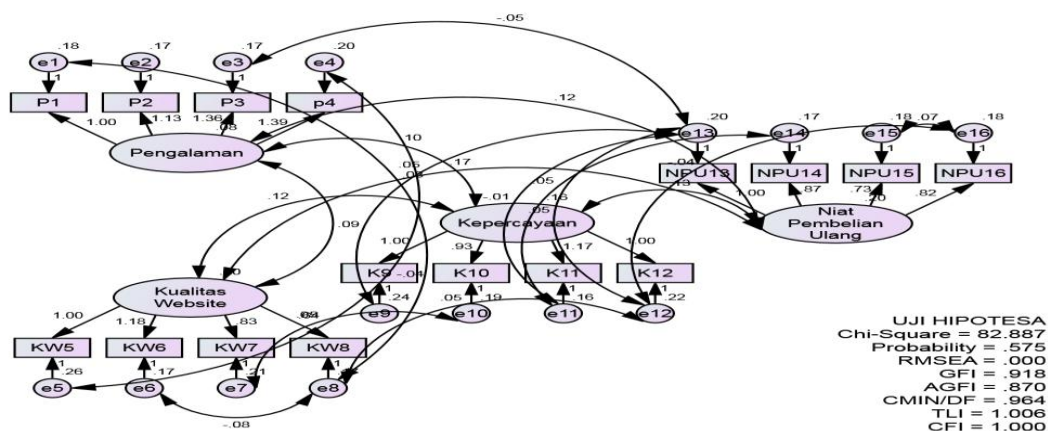 -.05
.18 .17 .17 .20
e1 e2 e3 e4
1 1 1 1
P1 P2 P3 p4
1.00 1.13 1.36 .08 1.39
Pengalaman
.12
.20 .17 .18 .07 .18
e13 e14 e15 e16
1 1 1 1
NPU13 NPU14 NPU15 NPU16
1.00 .87 .73 .20 .82
Niat
Pembelian
Ulang
.10 .17 .05 -.04
.12 -.01 .05 .16
.09
Kepercayaan
1.00 .93 1.17 1.00
K9 -.04 K10 K11 K12
1 1 1 1
.24 .05 .19 .16 .22
e9 e10 e11 e12
Kualitas
Website
1.00 1.18 .83
KW5 KW6 KW7 KW8
1 1 1 1
.26 .17 .21
e5 e6 e7 e8
-.08
UJI HIPOTESA
Chi-Square = 82.887
Probability = .575
RMSEA = .000
GFI = .918
AGFI = .870
CMIN/DF = .964
TLI = 1.006
CFI = 1.000